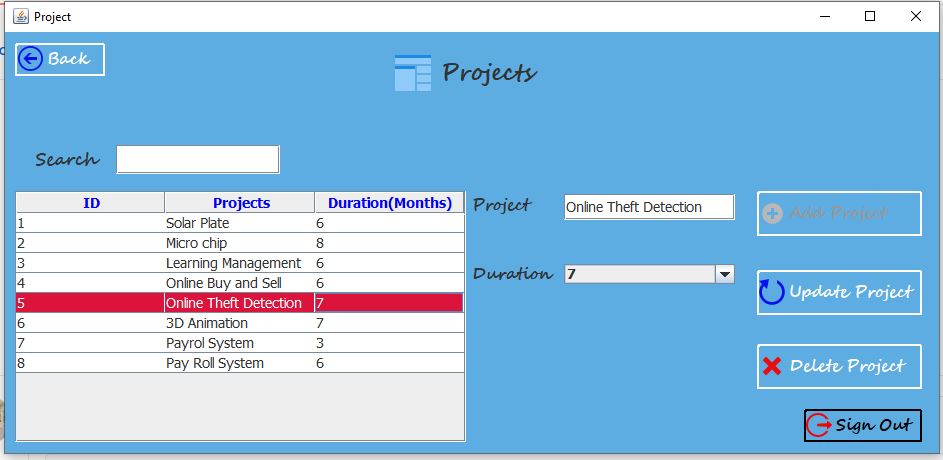 Project
Back
Projects
Search
ID Projects Duration(Months)
1 Solar Plate 6
2 Micro chip 8
3 Learning Management 6
4 Online Buy and Sell 6
5 Online Theft Detection 7
6 3D Animation 7
7 Payrol System 3
8 Pay Roll System 6
Project Online Theft Detection
Duration 7
Add Project
Update Project
Delete Project
Sign Out